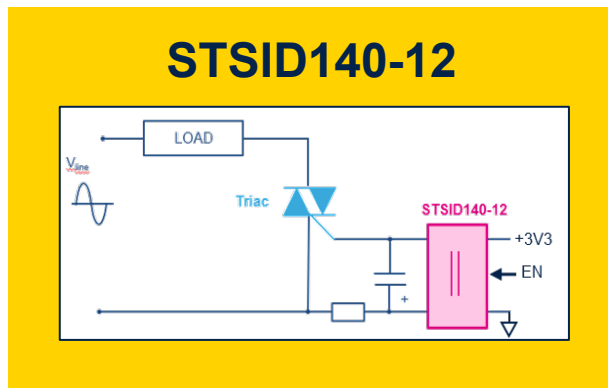 STSID140-12
LOAD
Vline
Triac
STSID140-12
+3V3
EN
+